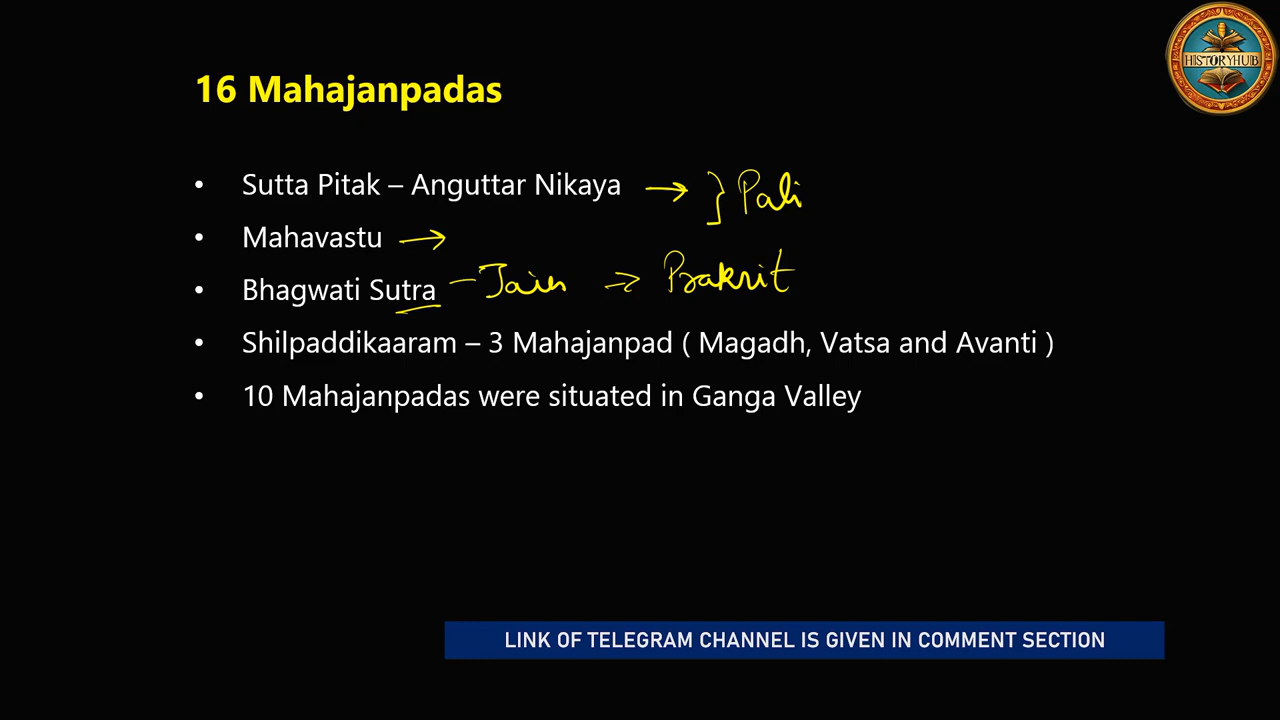 HISTORYHUB
16 Mahajanpadas
• Sutta Pitak – Anguttar Nikaya → } Pali
• Mahavastu →
• Bhagwati Sutra – Jain → Prakrit
• Shilpaddikaaram – 3 Mahajanpad ( Magadh, Vatsa and Avanti )
• 10 Mahajanpadas were situated in Ganga Valley
LINK OF TELEGRAM CHANNEL IS GIVEN IN COMMENT SECTION